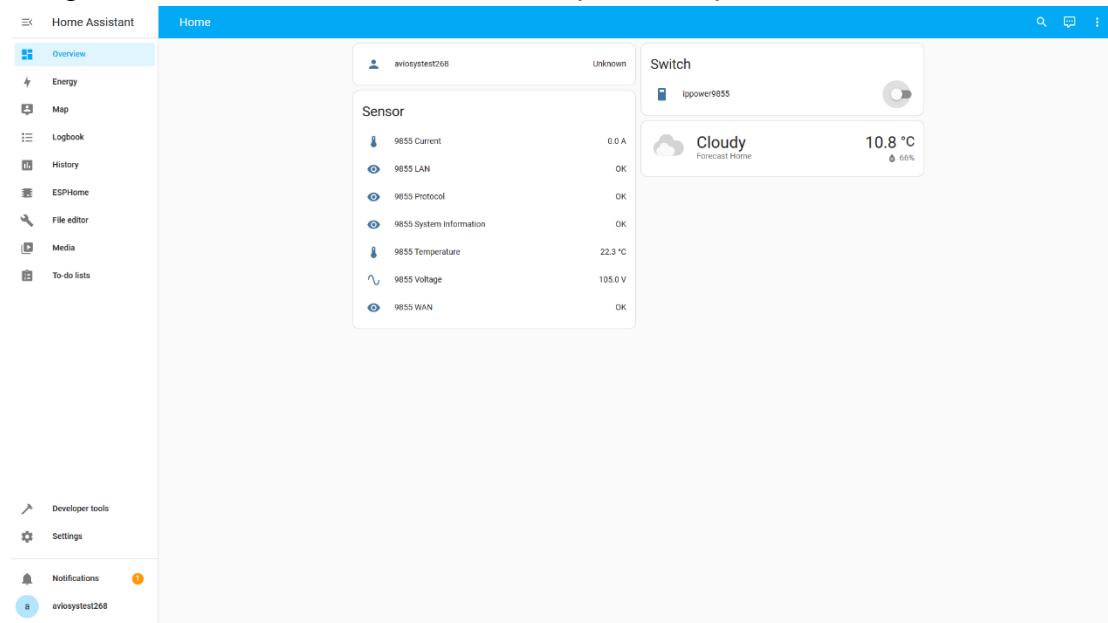 Home Assistant
Home
Overview
Energy
Map
Logbook
History
ESPHome
File editor
Media
To-do lists
Developer tools
Settings
Notifications 1
a aviosystest268
aviosystest268 Unknown
Sensor
9855 Current 0.0 A
9855 LAN OK
9855 Protocol OK
9855 System Information OK
9855 Temperature 22.3 °C
9855 Voltage 105.0 V
9855 WAN OK
Switch
ippower9855
Cloudy 10.8 °C
Forecast Home 66%